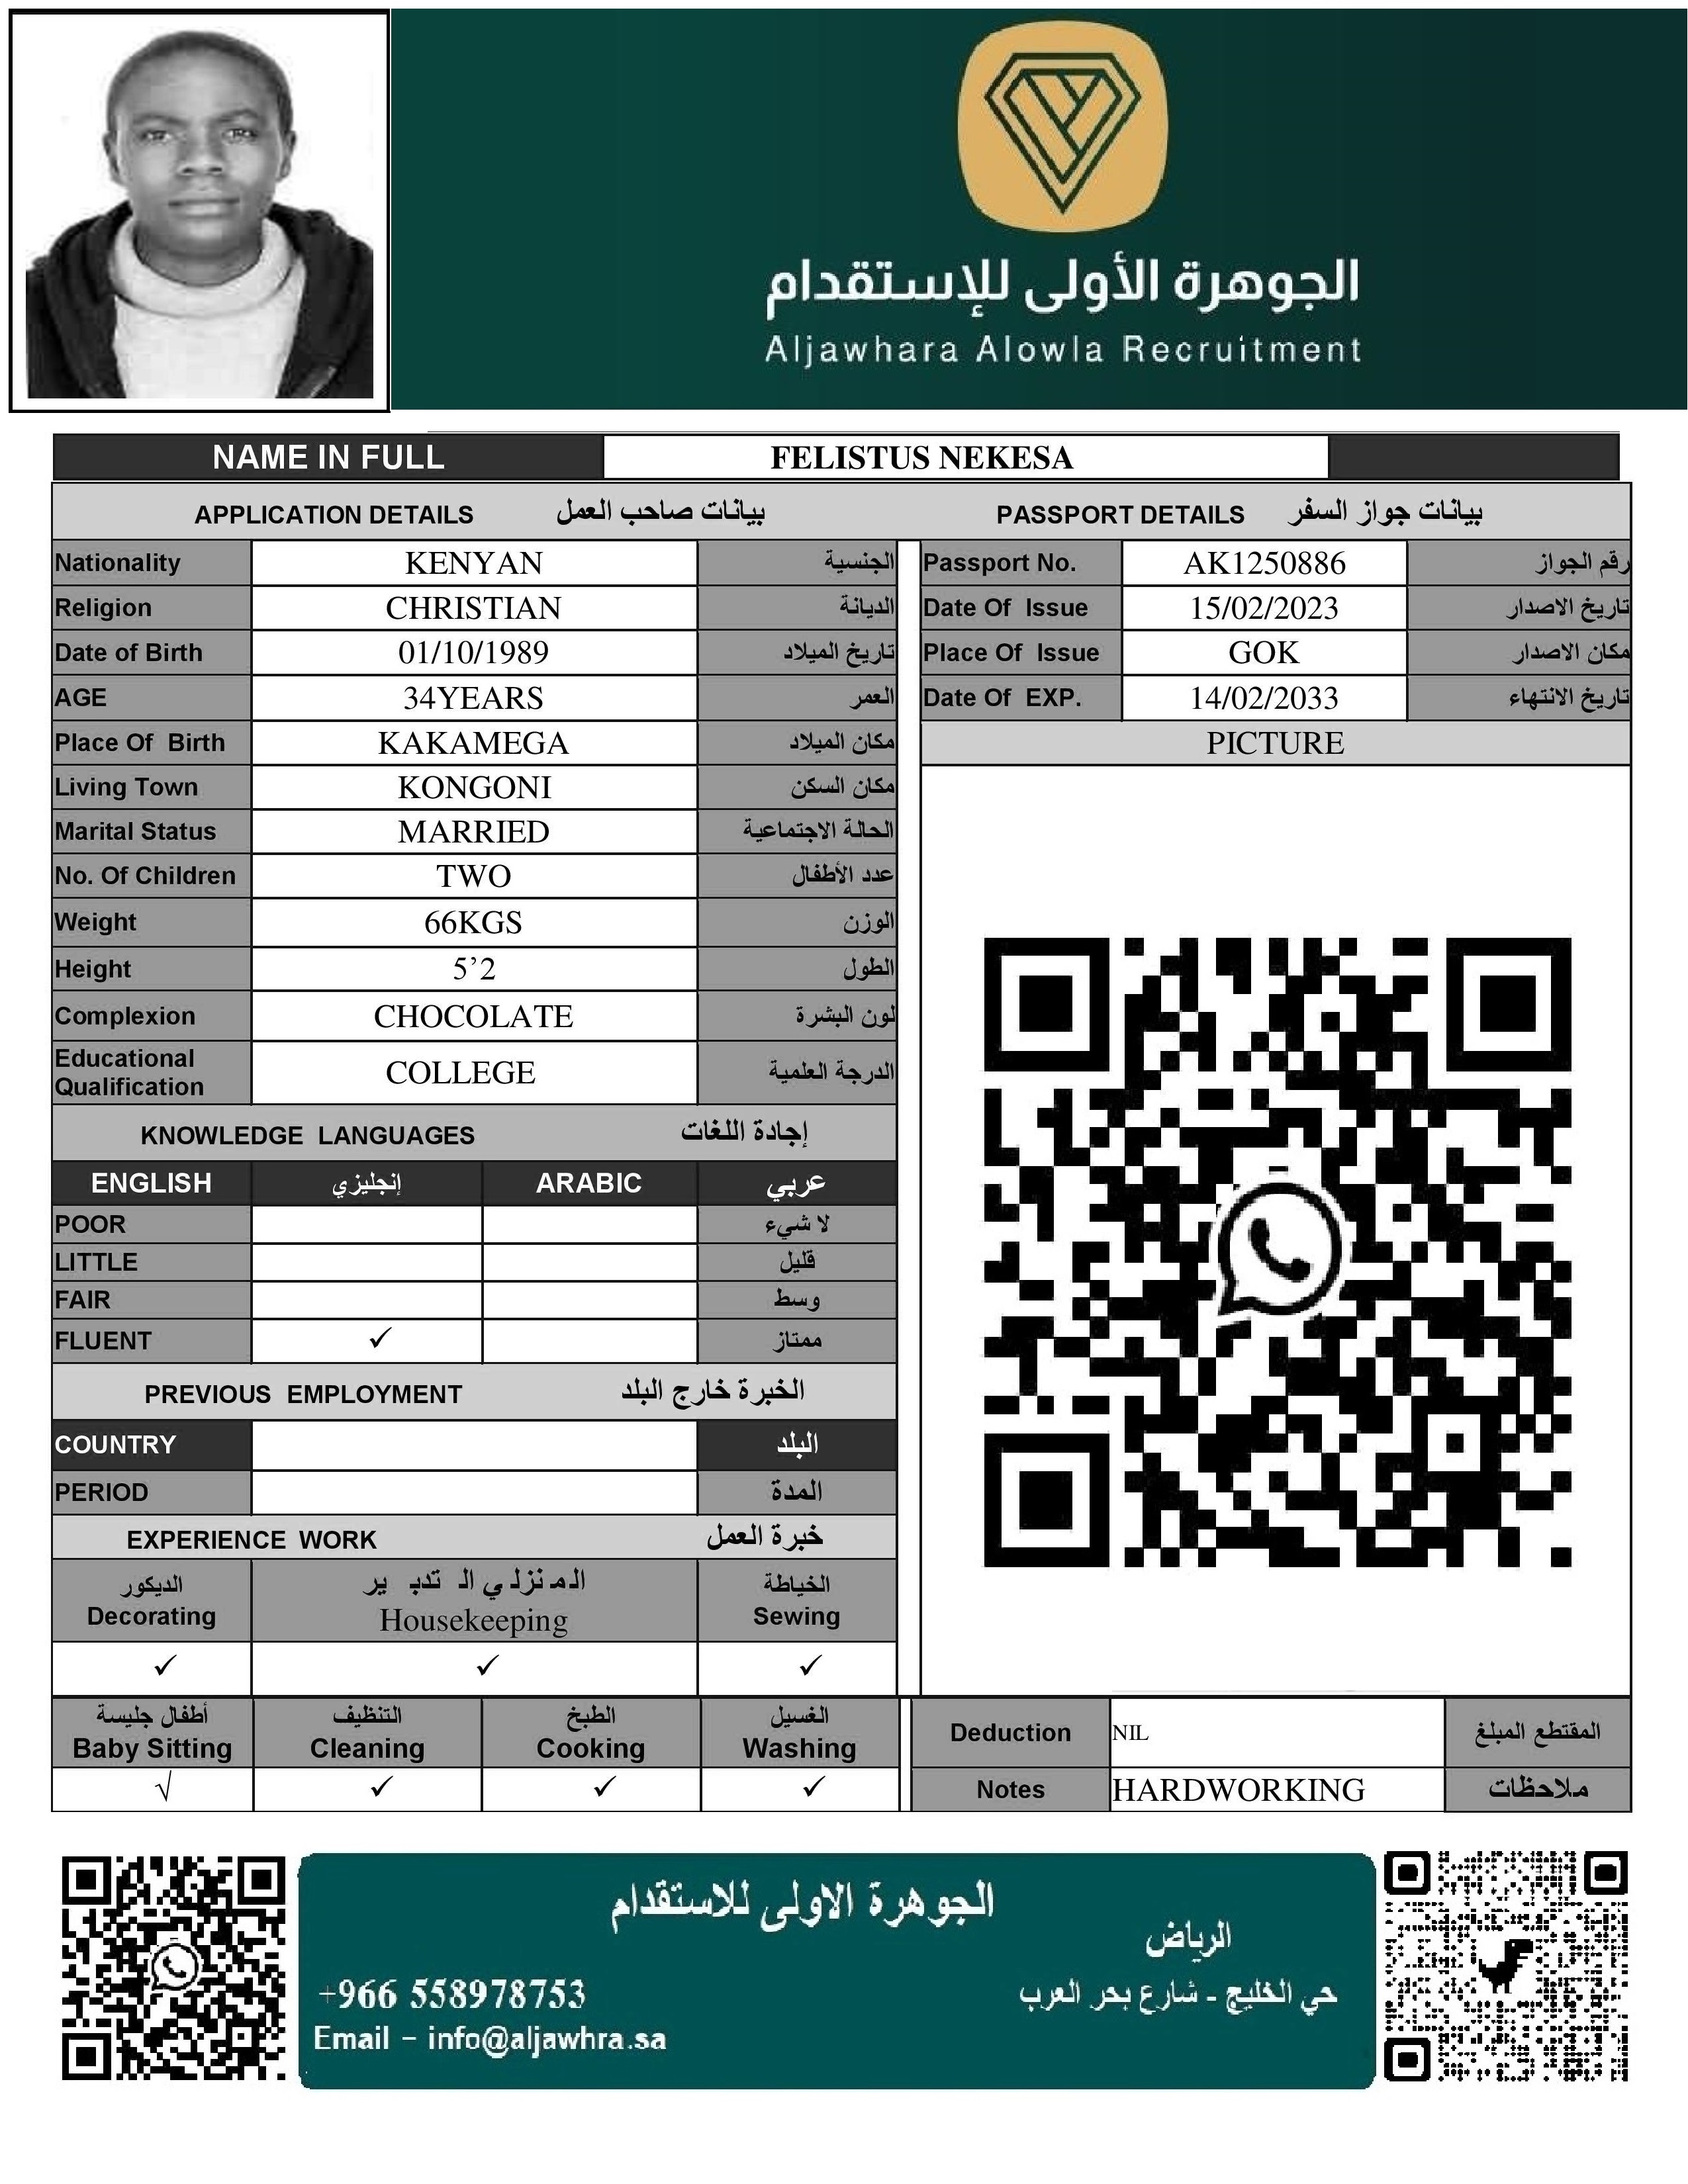 الجوهرة الأولى للإستقدام
Aljawhara Alowla Recruitment
NAME IN FULL FELISTUS NEKESA
APPLICATION DETAILS بيانات صاحب العمل PASSPORT DETAILS بيانات جواز السفر
Nationality KENYAN الجنسية Passport No. AK1250886 رقم الجواز
Religion CHRISTIAN الديانة Date Of Issue 15/02/2023 تاريخ الاصدار
Date of Birth 01/10/1989 تاريخ الميلاد Place Of Issue GOK مكان الاصدار
AGE 34YEARS العمر Date Of EXP. 14/02/2033 تاريخ الانتهاء
Place Of Birth KAKAMEGA مكان الميلاد PICTURE
Living Town KONGONI مكان السكن
Marital Status MARRIED الحالة الاجتماعية
No. Of Children TWO عدد الأطفال
Weight 66KGS الوزن
Height 5’2 الطول
Complexion CHOCOLATE لون البشرة
Educational
Qualification COLLEGE الدرجة العلمية
KNOWLEDGE LANGUAGES إجادة اللغات
ENGLISH إنجليزي ARABIC عربي
POOR لا شيء
LITTLE قليل
FAIR وسط
FLUENT ✓ ممتاز
PREVIOUS EMPLOYMENT الخبرة خارج البلد
COUNTRY البلد
PERIOD المدة
EXPERIENCE WORK خبرة العمل
الديكور المنزلي التدبير الخياطة
Decorating Housekeeping Sewing
✓ ✓ ✓
أطفال جليسة التنظيف الطبخ الغسيل
Baby Sitting Cleaning Cooking Washing
√ ✓ ✓ ✓
Deduction NIL المقتطع المبلغ
Notes HARDWORKING ملاحظات
الجوهرة الاولى للاستقدام
الرياض
حي الخليج - شارع بحر العرب
+966 558978753
Email - info@aljawhra.sa